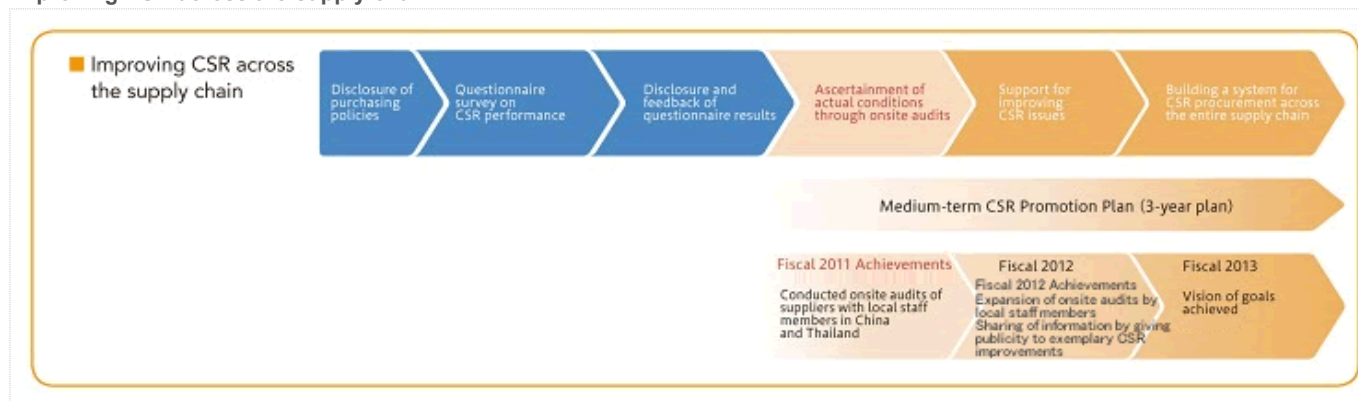 Improving CSR across
the supply chain
Disclosure of
purchasing
policies
Questionnaire
survey on
CSR performance
Disclosure and
feedback of
questionnaire results
Ascertainment of
actual conditions
through onsite audits
Support for
improving
CSR issues
Building a system for
CSR procurement across
the entire supply chain
Medium-term CSR Promotion Plan (3-year plan)
Fiscal 2011 Achievements
Conducted onsite audits of
suppliers with local staff
members in China
and Thailand
Fiscal 2012
Fiscal 2012 Achievements
Expansion of onsite audits by
local staff members
Sharing of information by giving
publicity to exemplary CSR
improvements
Fiscal 2013
Vision of goals
achieved